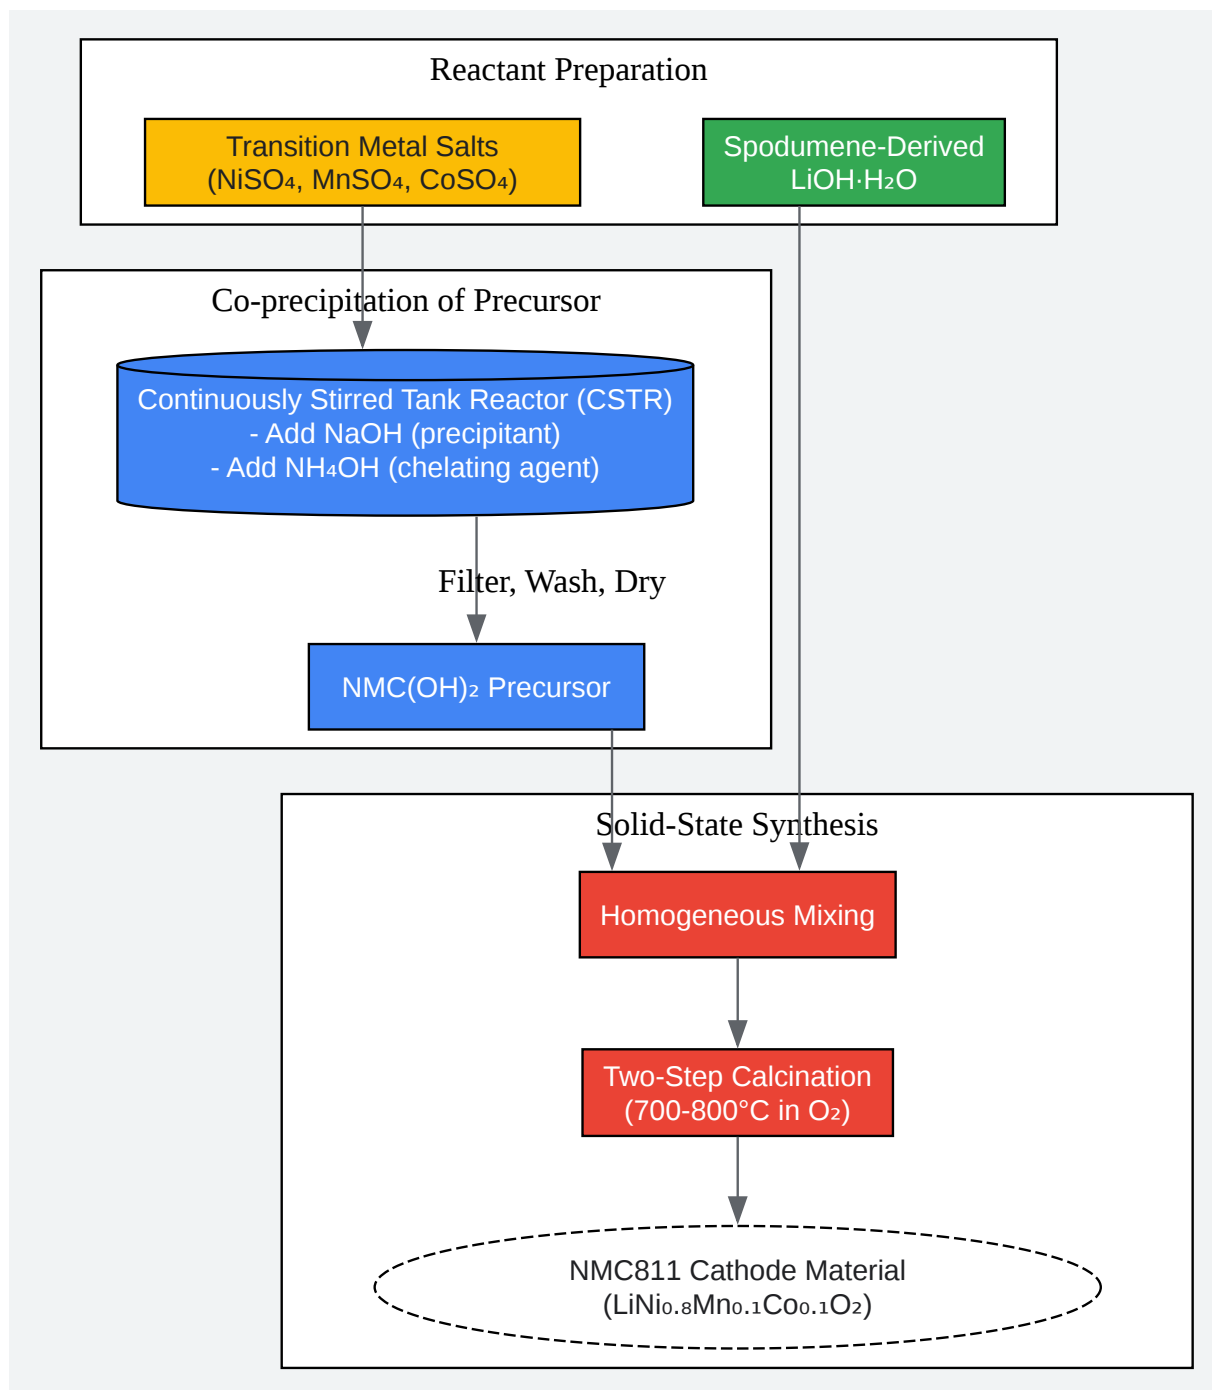 Reactant Preparation
Transition Metal Salts
(NiSO₄, MnSO₄, CoSO₄)
Spodumene-Derived
LiOH·H₂O
Co-precipitation of Precursor
Continuously Stirred Tank Reactor (CSTR)
- Add NaOH (precipitant)
- Add NH₄OH (chelating agent)
Filter, Wash, Dry
NMC(OH)₂ Precursor
Solid-State Synthesis
Homogeneous Mixing
Two-Step Calcination
(700-800°C in O₂)
NMC811 Cathode Material
(LiNi₀.₈Mn₀.₁Co₀.₁O₂)